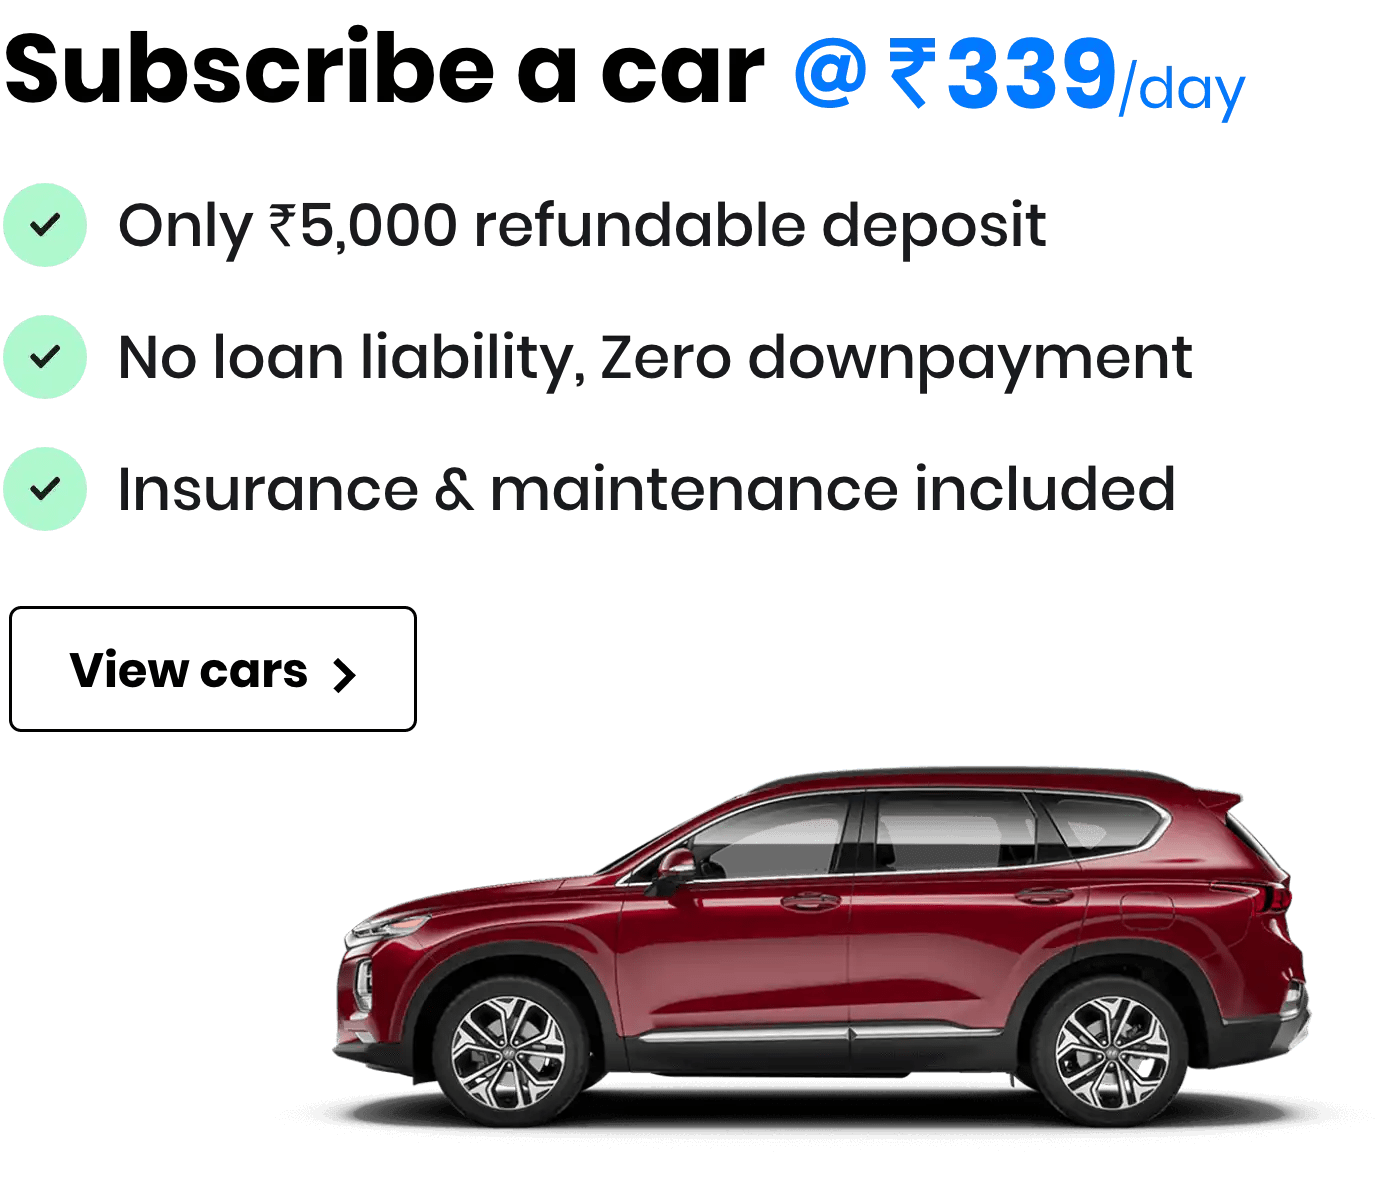 Subscribe a car @ ₹339/day
Only ₹5,000 refundable deposit
No loan liability, Zero downpayment
Insurance & maintenance included
View cars